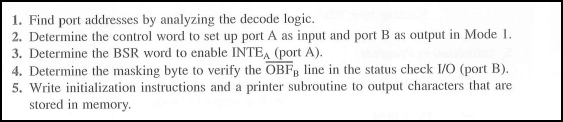 1. Find port addresses by analyzing the decode logic.
2. Determine the control word to set up port A as input and port B as output in Mode 1.
3. Determine the BSR word to enable INTE_A (port A).
4. Determine the masking byte to verify the O̅B̅F̅_B line in the status check I/O (port B).
5. Write initialization instructions and a printer subroutine to output characters that are
stored in memory.